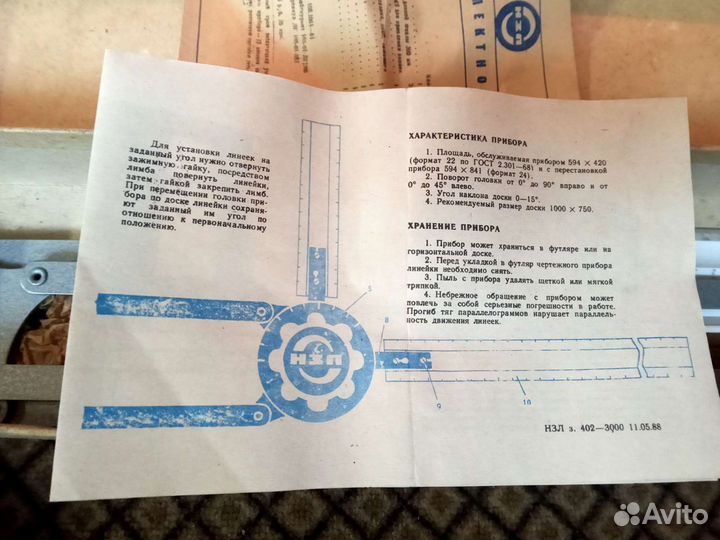 ПЛЕКТНО
НЗЛ
Для установки линеек на
заданный угол нужно отвернуть
зажимную гайку, посредством
лимба повернуть линейки,
затем гайкой закрепить лимб.
При перемещении головки при-
бора по доске линейки сохраня-
ют заданный им угол по
отношению к первоначальному
положению.
ХАРАКТЕРИСТИКА ПРИБОРА
1. Площадь, обслуживаемая прибором 594 × 420
(формат 22 по ГОСТ 2.301—68) и с перестановкой
прибора 594 × 841 (формат 24).
2. Поворот головки от 0° до 90° вправо и от
0° до 45° влево.
3. Угол наклона доски 0—15°.
4. Рекомендуемый размер доски 1000 × 750.
ХРАНЕНИЕ ПРИБОРА
1. Прибор может храниться в футляре или на
горизонтальной доске.
2. Перед укладкой в футляр чертежного прибора
линейки необходимо снять.
3. Пыль с прибора удалять щеткой или мягкой
тряпкой.
4. Небрежное обращение с прибором может
повлечь за собой серьезные погрешности в работе.
Прогиб тяг параллелограммов нарушает параллель-
ность движения линеек.
5
8
НЗЛ
9
10
НЗЛ з. 402—3000 11.05.88
Avito